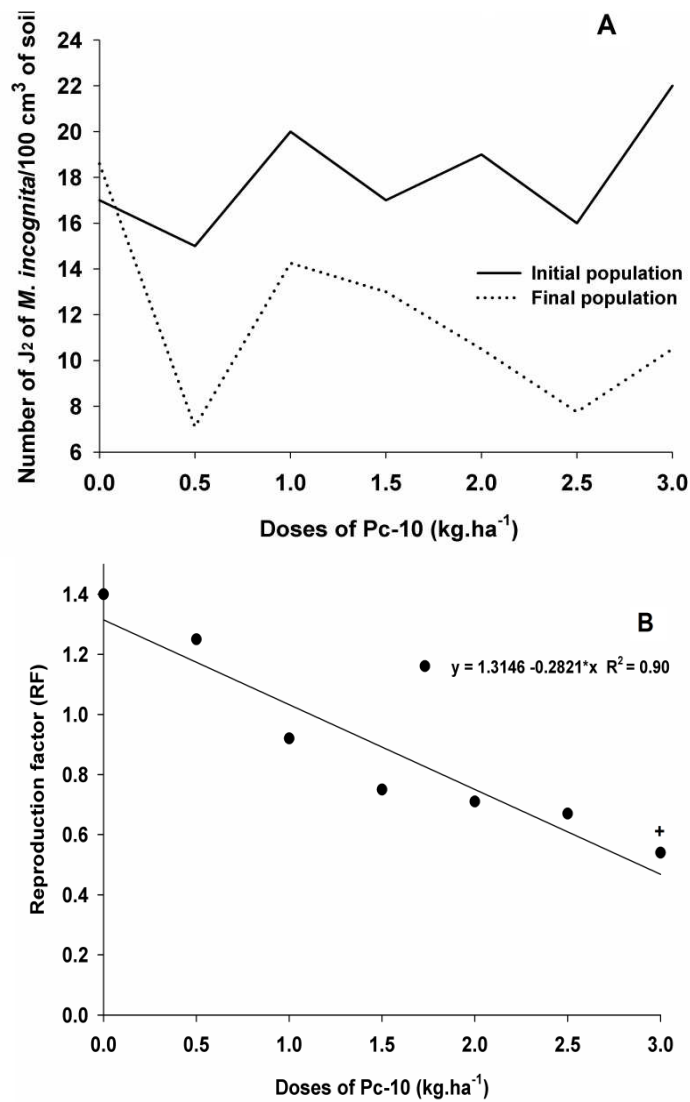 A
Number of J2 of M. incognita/100 cm³ of soil
24
22
20
18
16
14
12
10
8
6
Initial population
Final population
0.0 0.5 1.0 1.5 2.0 2.5 3.0
Doses of Pc-10 (kg.ha⁻¹)
B
Reproduction factor (RF)
1.4
1.2
1.0
0.8
0.6
0.4
0.2
0.0
y = 1.3146 -0.2821*x R² = 0.90
+
0.0 0.5 1.0 1.5 2.0 2.5 3.0
Doses of Pc-10 (kg.ha⁻¹)